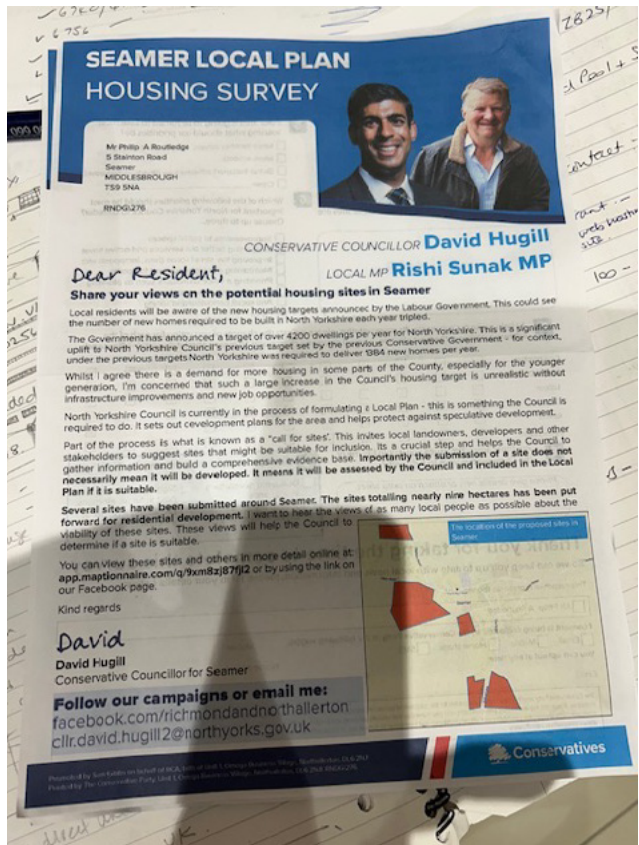 SEAMER LOCAL PLAN
HOUSING SURVEY
Mr Philip A Routledge
5 Stainton Road
Seamer
MIDDLESBROUGH
TS9 5NA
RNDG\276
CONSERVATIVE COUNCILLOR David Hugill
LOCAL MP Rishi Sunak MP
Dear Resident,
Share your views on the potential housing sites in Seamer
Local residents will be aware of the new housing targets announced by the Labour Government. This could see
the number of new homes required to be built in North Yorkshire each year tripled.
The Government has announced a target of over 4200 dwellings per year for North Yorkshire. This is a significant
uplift to North Yorkshire Council's previous target set by the previous Conservative Government - for context,
under the previous targets North Yorkshire was required to deliver 1384 new homes per year.
Whilst I agree there is a demand for more housing in some parts of the County, especially for the younger
generation, I'm concerned that such a large increase in the Council's housing target is unrealistic without
infrastructure improvements and new job opportunities.
North Yorkshire Council is currently in the process of formulating a Local Plan - this is something the Council is
required to do. It sets out development plans for the area and helps protect against speculative development.
Part of the process is what is known as a "call for sites'. This invites local landowners, developers and other
stakeholders to suggest sites that might be suitable for inclusion. Its a crucial step and helps the Council to
gather information and build a comprehensive evidence base. Importantly the submission of a site does not
necessarily mean it will be developed. It means it will be assessed by the Council and included in the Local
Plan if it is suitable.
Several sites have been submitted around Seamer. The sites totalling nearly nine hectares has been put
forward for residential development. I want to hear the views of as many local people as possible about the
viability of these sites. These views will help the Council to
determine if a site is suitable.
The location of the proposed sites in
Seamer
You can view these sites and others in more detail online at
app.maptionnaire.com/q/9xm8zj87fjl2 or by using the link on
our Facebook page.
Kind regards
David
David Hugill
Conservative Councillor for Seamer
Follow our campaigns or email me:
facebook.com/richmondandnorthallerton
cllr.david.hugill2@northyorks.gov.uk
Conservatives